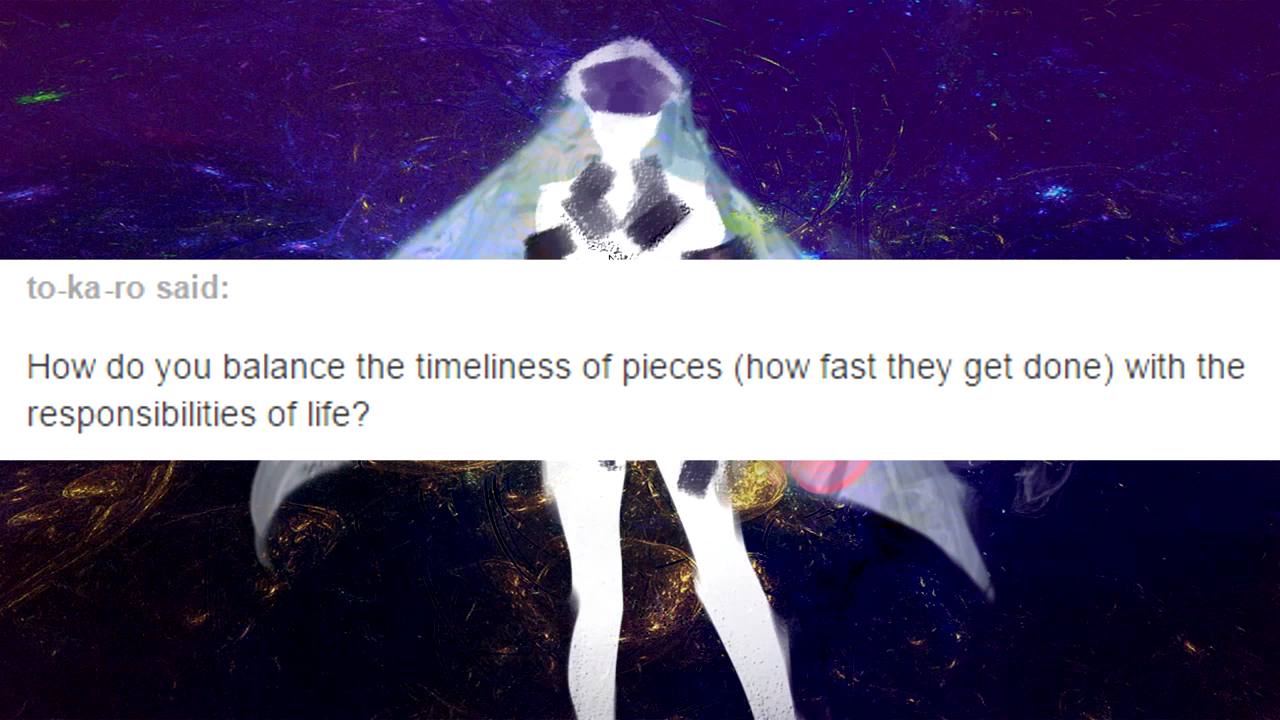 to-ka-ro said:
How do you balance the timeliness of pieces (how fast they get done) with the
responsibilities of life?